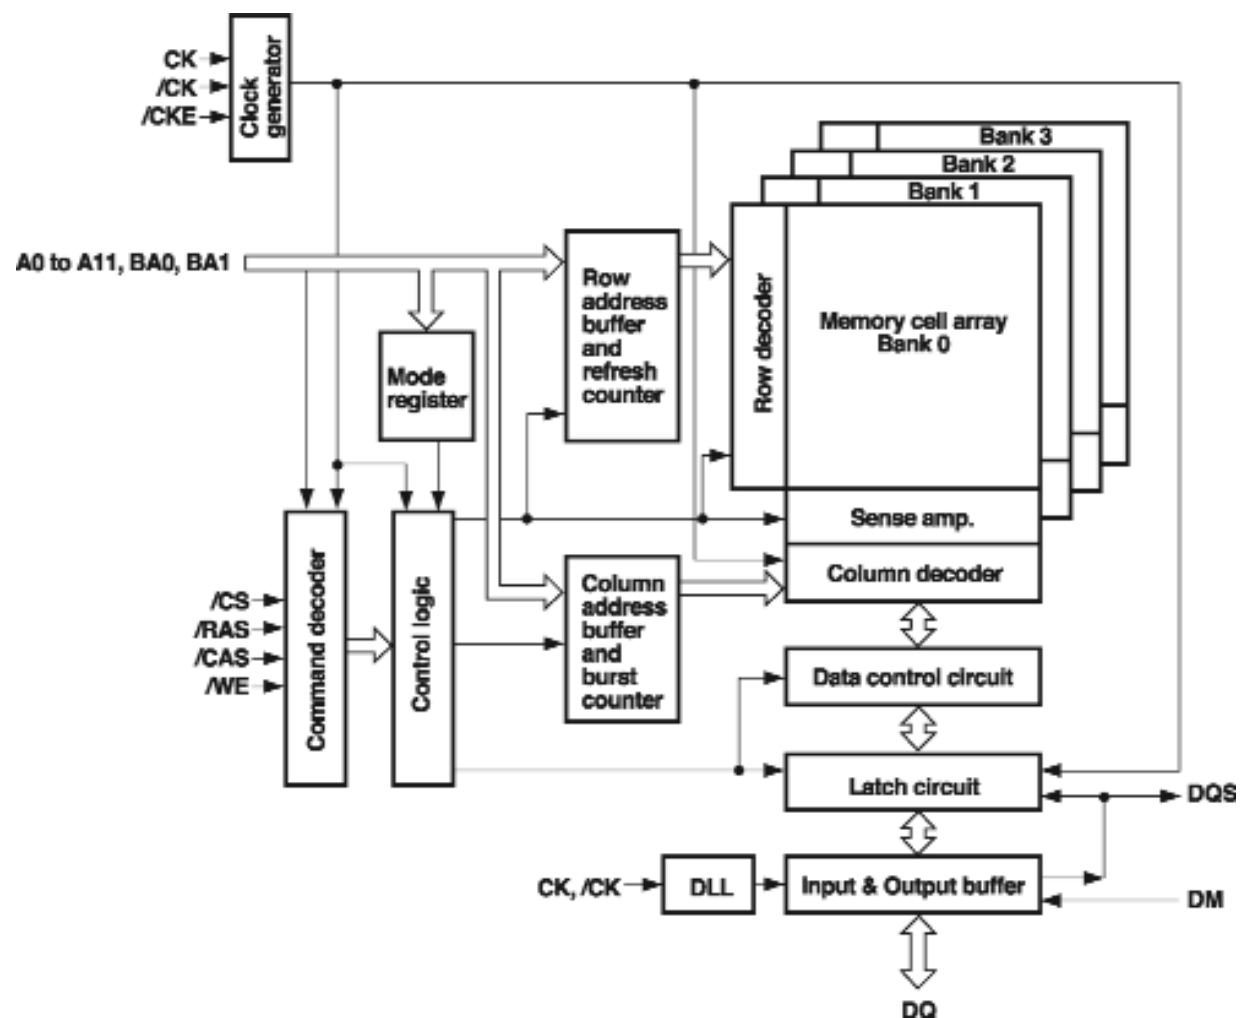 CK
/CK
/CKE
Clock
generator
Bank 3
Bank 2
Bank 1
A0 to A11, BA0, BA1
Row
address
buffer
and
refresh
counter
Row decoder
Memory cell array
Bank 0
Mode
register
Sense amp.
Column decoder
Command decoder
Control logic
/CS
/RAS
/CAS
/WE
Column
address
buffer
and
burst
counter
Data control circuit
Latch circuit
DQS
CK, /CK
DLL
Input & Output buffer
DM
DQ